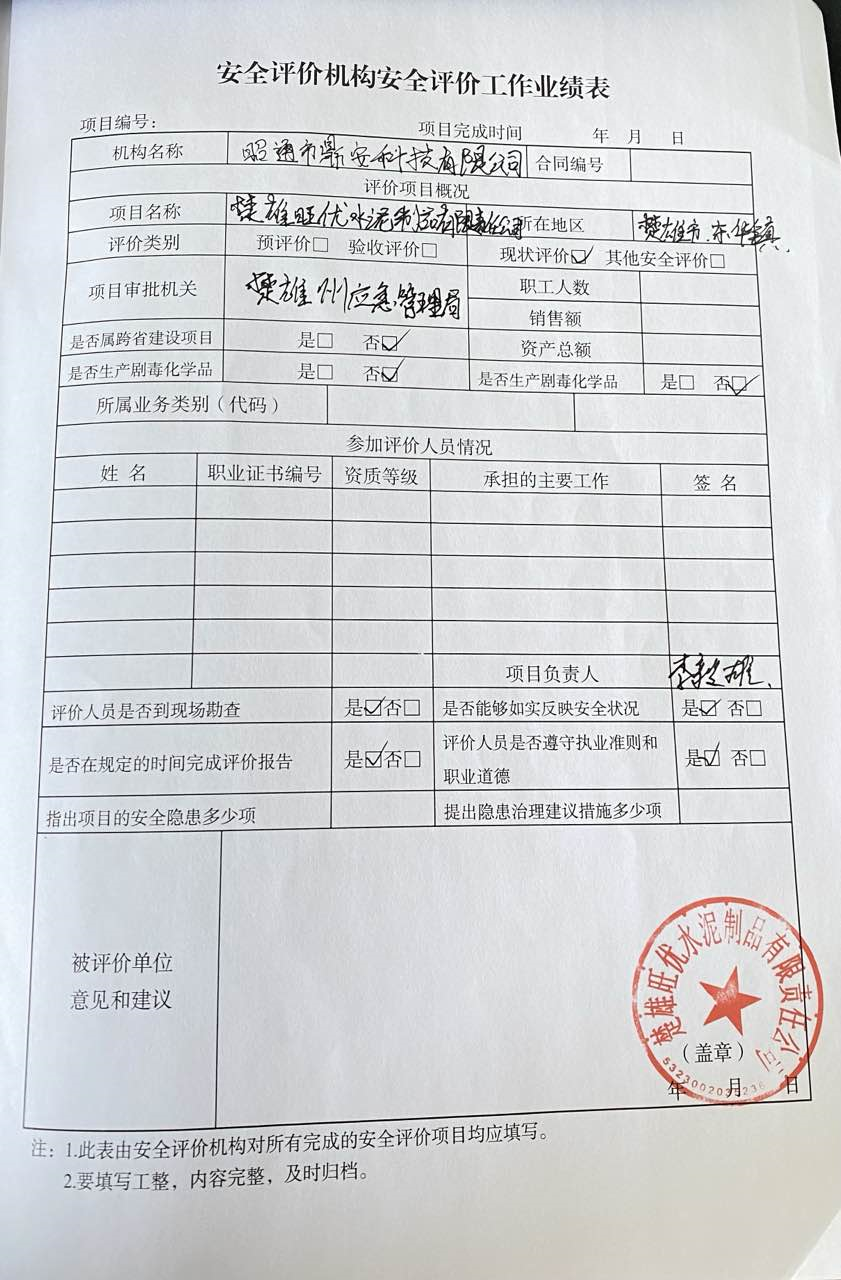 安全评价机构安全评价工作业绩表
项目编号： 项目完成时间 年 月 日
机构名称 昭通市鼎安科技有限公司 合同编号
评价项目概况
项目名称 楚雄旺优水泥制品有限责任公司 所在地区 楚雄市东华镇
评价类别 预评价□ 验收评价□ 现状评价☑ 其他安全评价□
项目审批机关 楚雄州应急管理局 职工人数
销售额
是否属跨省建设项目 是□ 否☑ 资产总额
是否生产剧毒化学品 是□ 否☑ 是否生产剧毒化学品 是□ 否☑
所属业务类别（代码）
参加评价人员情况
姓 名 职业证书编号 资质等级 承担的主要工作 签 名
项目负责人
评价人员是否到现场勘查 是☑否□ 是否能够如实反映安全状况 是☑ 否□
是否在规定的时间完成评价报告 是☑否□ 评价人员是否遵守执业准则和
职业道德 是☑ 否□
指出项目的安全隐患多少项 提出隐患治理建议措施多少项
被评价单位
意见和建议
楚雄旺优水泥制品有限责任公司
（盖章）
年 月 日
注：1.此表由安全评价机构对所有完成的安全评价项目均应填写。
2.要填写工整，内容完整，及时归档。